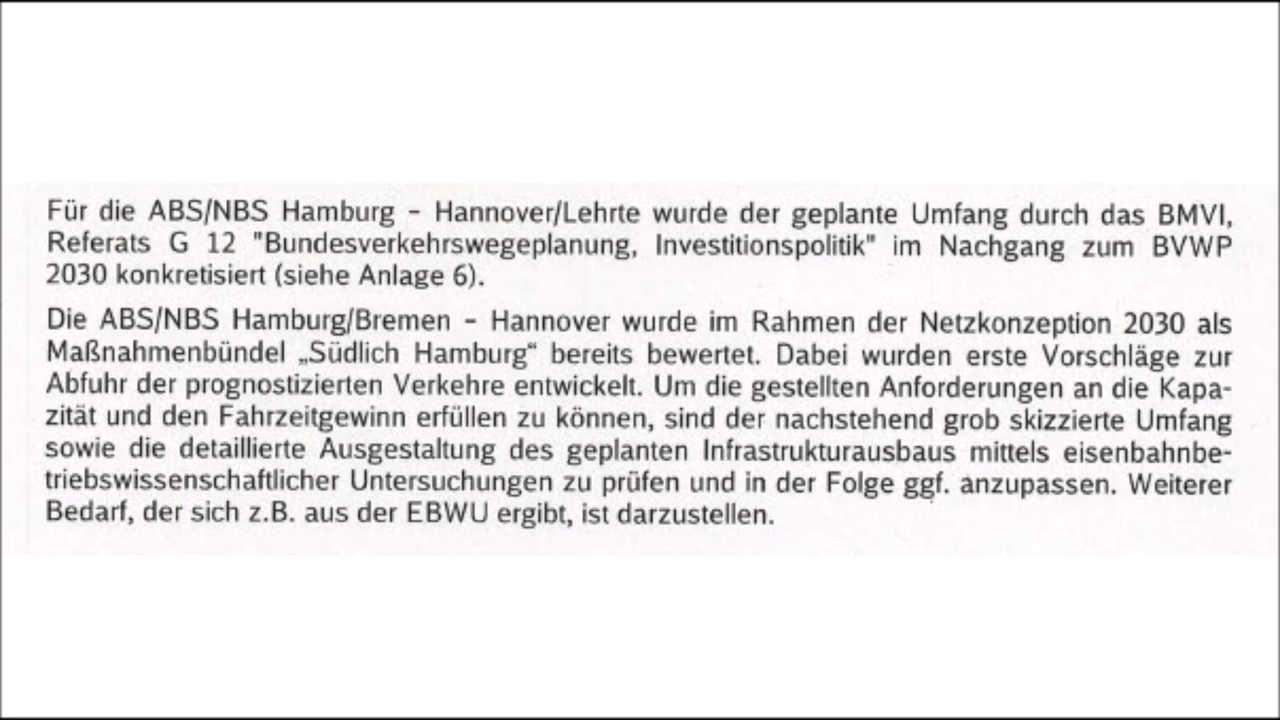 Für die ABS/NBS Hamburg – Hannover/Lehrte wurde der geplante Umfang durch das BMVI,
Referats G 12 "Bundesverkehrswegeplanung, Investitionspolitik" im Nachgang zum BVWP
2030 konkretisiert (siehe Anlage 6).
Die ABS/NBS Hamburg/Bremen – Hannover wurde im Rahmen der Netzkonzeption 2030 als
Maßnahmenbündel „Südlich Hamburg“ bereits bewertet. Dabei wurden erste Vorschläge zur
Abfuhr der prognostizierten Verkehre entwickelt. Um die gestellten Anforderungen an die Kapa-
zität und den Fahrzeitgewinn erfüllen zu können, sind der nachstehend grob skizzierte Umfang
sowie die detaillierte Ausgestaltung des geplanten Infrastrukturausbaus mittels eisenbahnbe-
triebswissenschaftlicher Untersuchungen zu prüfen und in der Folge ggf. anzupassen. Weiterer
Bedarf, der sich z.B. aus der EBWU ergibt, ist darzustellen.